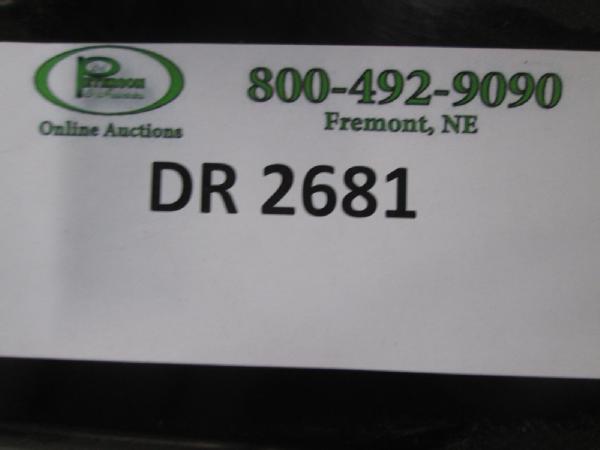 800-492-9090
Online Auctions
Fremont, NE
DR 2681